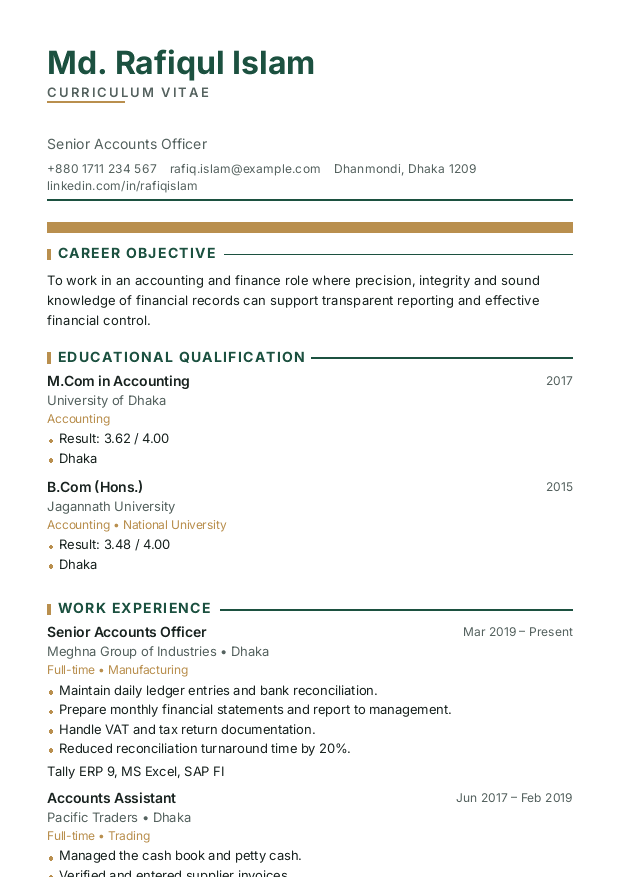 Md. Rafiqul Islam
CURRICULUM VITAE
Senior Accounts Officer
+880 1711 234 567 rafiq.islam@example.com Dhanmondi, Dhaka 1209
linkedin.com/in/rafiqislam
CAREER OBJECTIVE
To work in an accounting and finance role where precision, integrity and sound
knowledge of financial records can support transparent reporting and effective
financial control.
EDUCATIONAL QUALIFICATION
M.Com in Accounting 2017
University of Dhaka
Accounting
• Result: 3.62 / 4.00
• Dhaka
B.Com (Hons.) 2015
Jagannath University
Accounting • National University
• Result: 3.48 / 4.00
• Dhaka
WORK EXPERIENCE
Senior Accounts Officer Mar 2019 – Present
Meghna Group of Industries • Dhaka
Full-time • Manufacturing
• Maintain daily ledger entries and bank reconciliation.
• Prepare monthly financial statements and report to management.
• Handle VAT and tax return documentation.
• Reduced reconciliation turnaround time by 20%.
Tally ERP 9, MS Excel, SAP FI
Accounts Assistant Jun 2017 – Feb 2019
Pacific Traders • Dhaka
Full-time • Trading
• Managed the cash book and petty cash.
• Verified and entered supplier invoices.